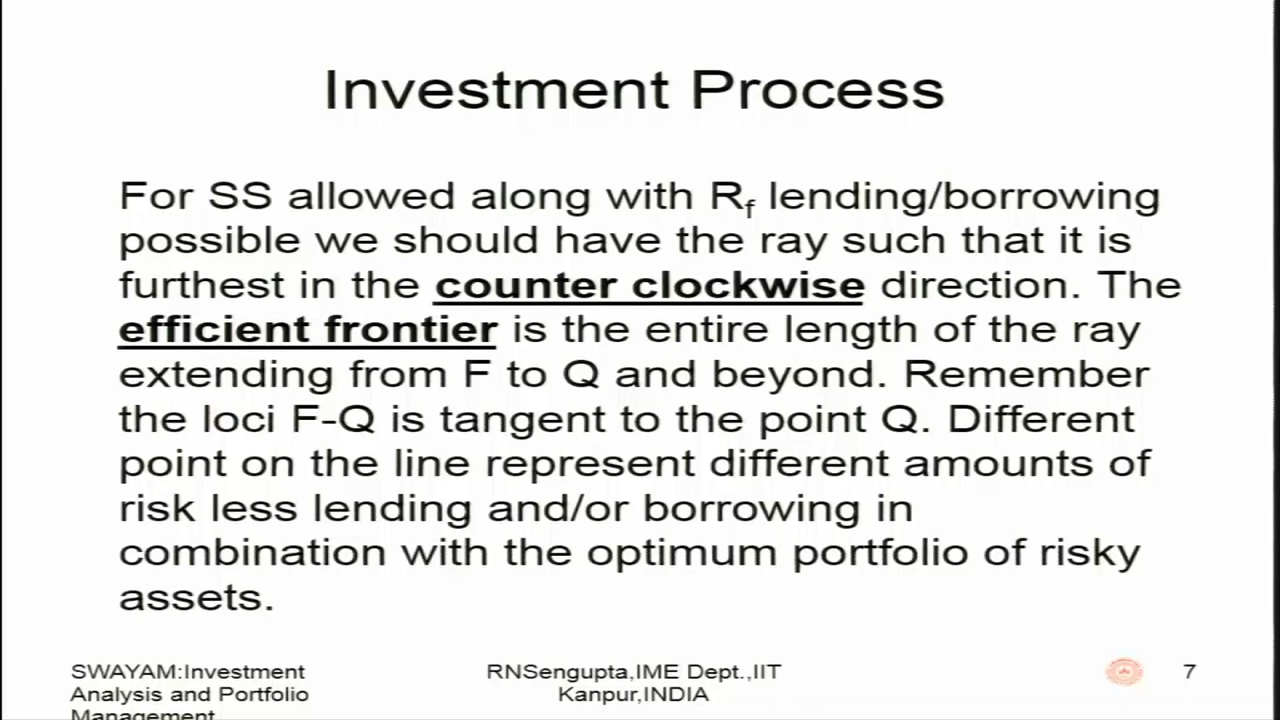 Investment Process
For SS allowed along with Rf lending/borrowing
possible we should have the ray such that it is
furthest in the counter clockwise direction. The
efficient frontier is the entire length of the ray
extending from F to Q and beyond. Remember
the loci F-Q is tangent to the point Q. Different
point on the line represent different amounts of
risk less lending and/or borrowing in
combination with the optimum portfolio of risky
assets.
SWAYAM:Investment
Analysis and Portfolio
Management
RNSengupta,IME Dept.,IIT
Kanpur,INDIA
7